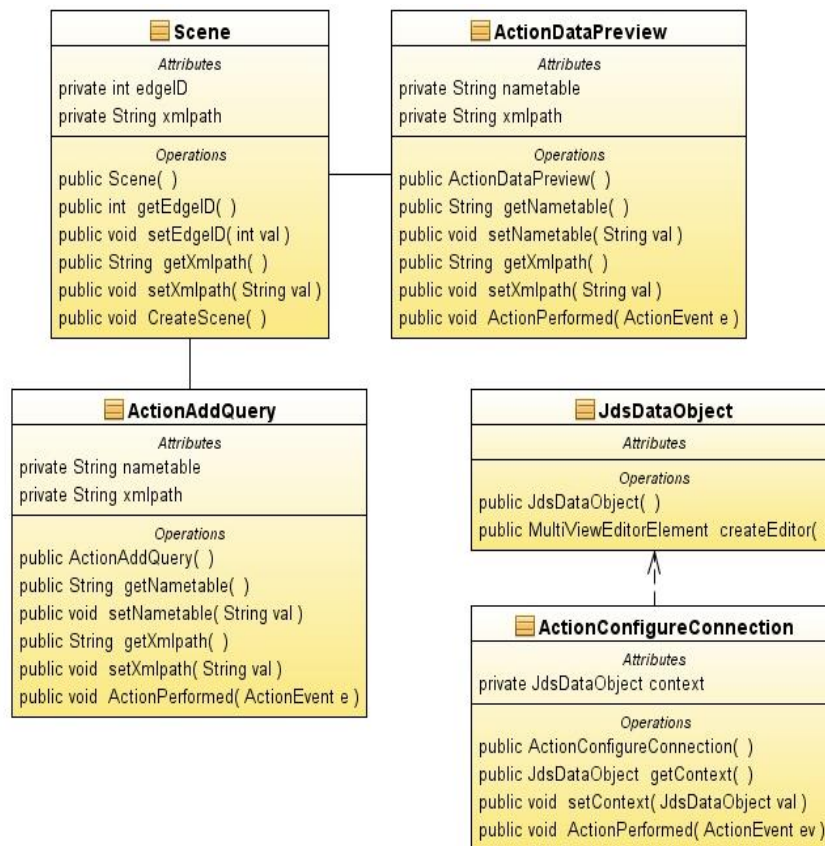 Scene
Attributes
private int edgeID
private String xmlpath
Operations
public Scene( )
public int getEdgeID( )
public void setEdgeID( int val )
public String getXmlpath( )
public void setXmlpath( String val )
public void CreateScene( )
ActionDataPreview
Attributes
private String nametable
private String xmlpath
Operations
public ActionDataPreview( )
public String getNametable( )
public void setNametable( String val )
public String getXmlpath( )
public void setXmlpath( String val )
public void ActionPerformed( ActionEvent e )
ActionAddQuery
Attributes
private String nametable
private String xmlpath
Operations
public ActionAddQuery( )
public String getNametable( )
public void setNametable( String val )
public String getXmlpath( )
public void setXmlpath( String val )
public void ActionPerformed( ActionEvent e )
JdsDataObject
Attributes
Operations
public JdsDataObject( )
public MultiViewEditorElement createEditor(
ActionConfigureConnection
Attributes
private JdsDataObject context
Operations
public ActionConfigureConnection( )
public JdsDataObject getContext( )
public void setContext( JdsDataObject val )
public void ActionPerformed( ActionEvent ev )